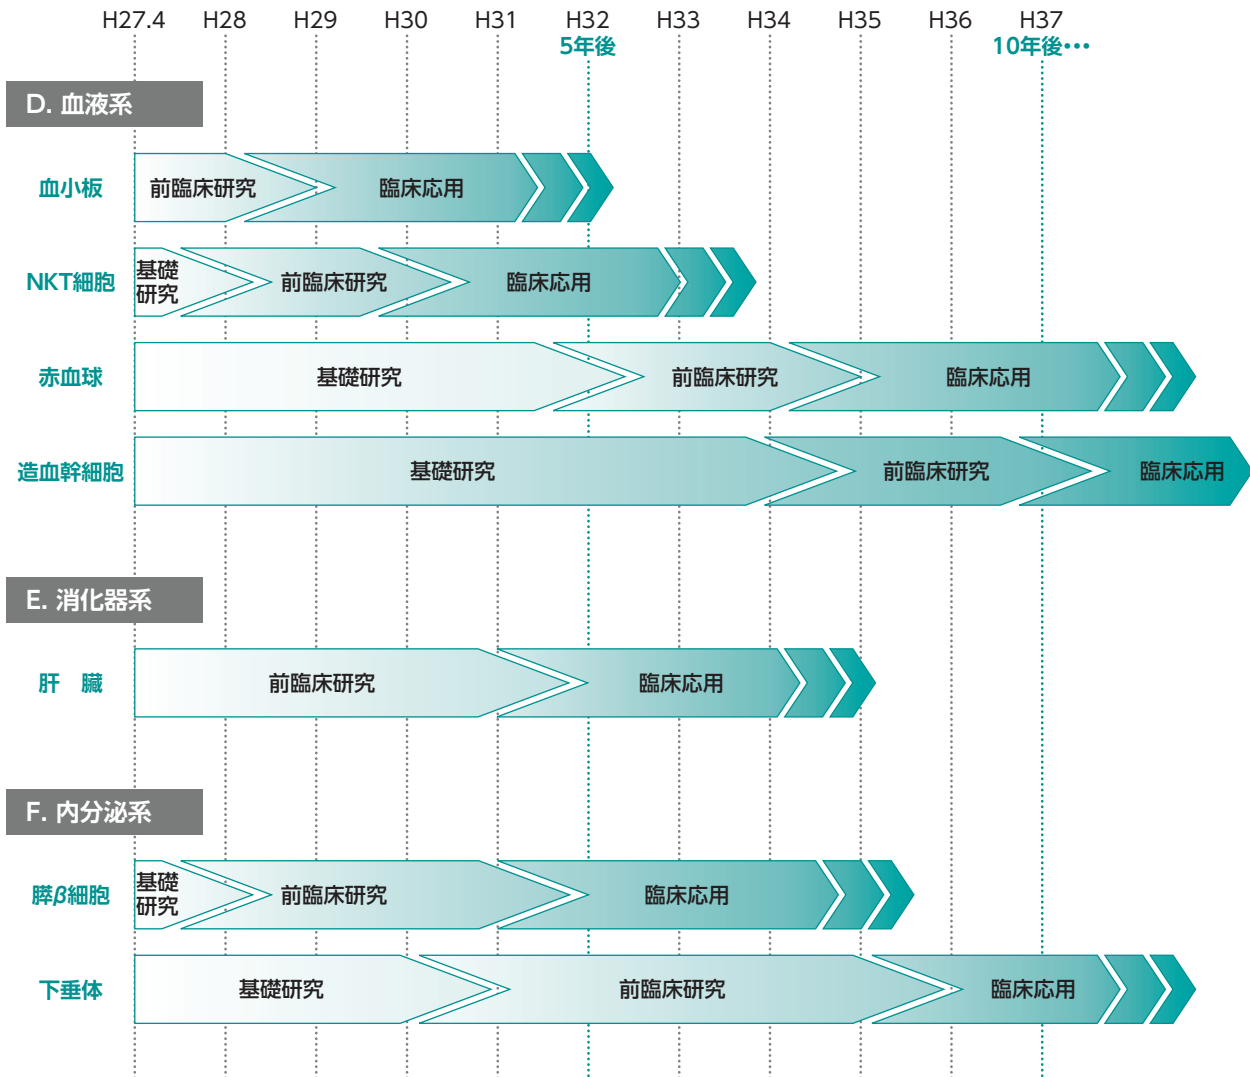 H27.4 H28 H29 H30 H31 H32 H33 H34 H35 H36 H37
5年後 10年後・・・
D. 血液系
血小板 前臨床研究 臨床応用
NKT細胞 基礎研究 前臨床研究 臨床応用
赤血球 基礎研究 前臨床研究 臨床応用
造血幹細胞 基礎研究 前臨床研究 臨床応用
E. 消化器系
肝　臓 前臨床研究 臨床応用
F. 内分泌系
膵β細胞 基礎研究 前臨床研究 臨床応用
下垂体 基礎研究 前臨床研究 臨床応用